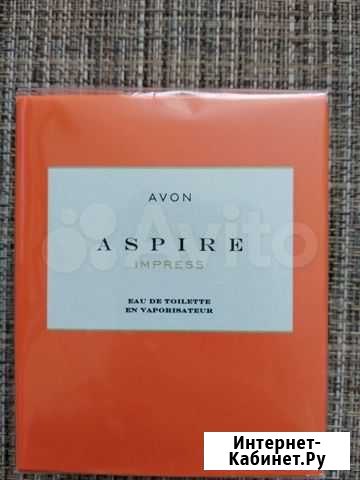 AVON
ASPIRE
IMPRESS
EAU DE TOILETTE
EN VAPORISATEUR
Avito
Интернет-
Кабинет.Ру